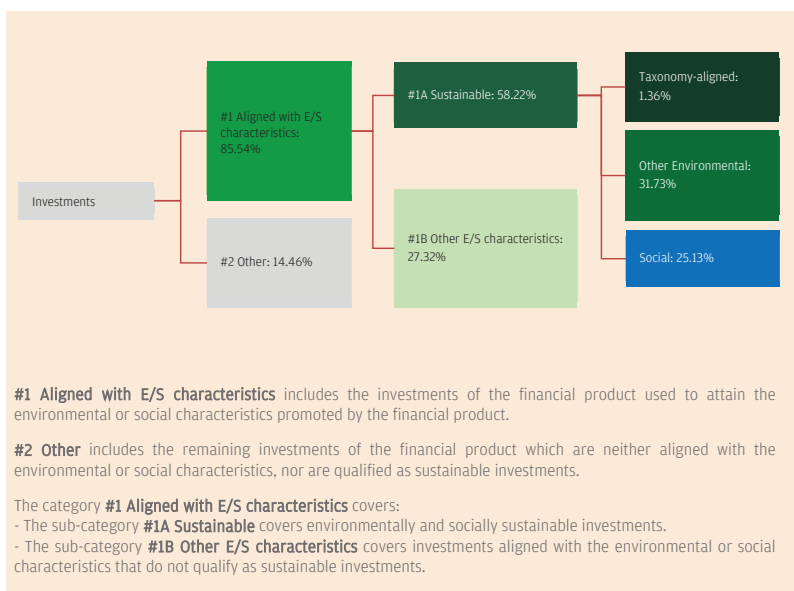 Investments
#1 Aligned with E/S
characteristics:
85.54%
#2 Other: 14.46%
#1A Sustainable: 58.22%
#1B Other E/S characteristics:
27.32%
Taxonomy-aligned:
1.36%
Other Environmental:
31.73%
Social: 25.13%
#1 Aligned with E/S characteristics includes the investments of the financial product used to attain the
environmental or social characteristics promoted by the financial product.
#2 Other includes the remaining investments of the financial product which are neither aligned with the
environmental or social characteristics, nor are qualified as sustainable investments.
The category #1 Aligned with E/S characteristics covers:
- The sub-category #1A Sustainable covers environmentally and socially sustainable investments.
- The sub-category #1B Other E/S characteristics covers investments aligned with the environmental or social
characteristics that do not qualify as sustainable investments.